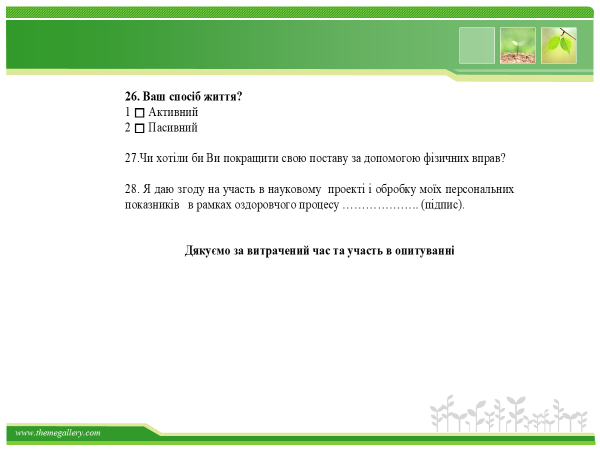 26. Ваш спосіб життя?
1 □ Активний
2 □ Пасивний
27.Чи хотіли би Ви покращити свою поставу за допомогою фізичних вправ?
28. Я даю згоду на участь в науковому проекті і обробку моїх персональних
показників в рамках оздоровчого процесу ……………….. (підпис).
Дякуємо за витрачений час та участь в опитуванні
www.themegallery.com